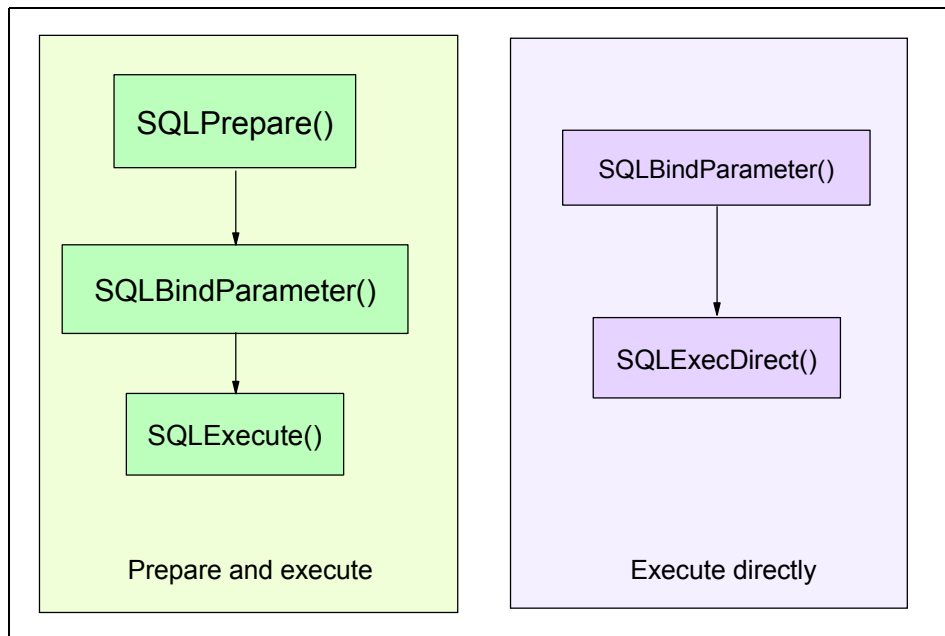 SQLPrepare()
SQLBindParameter()
SQLExecute()
Prepare and execute
SQLBindParameter()
SQLExecDirect()
Execute directly